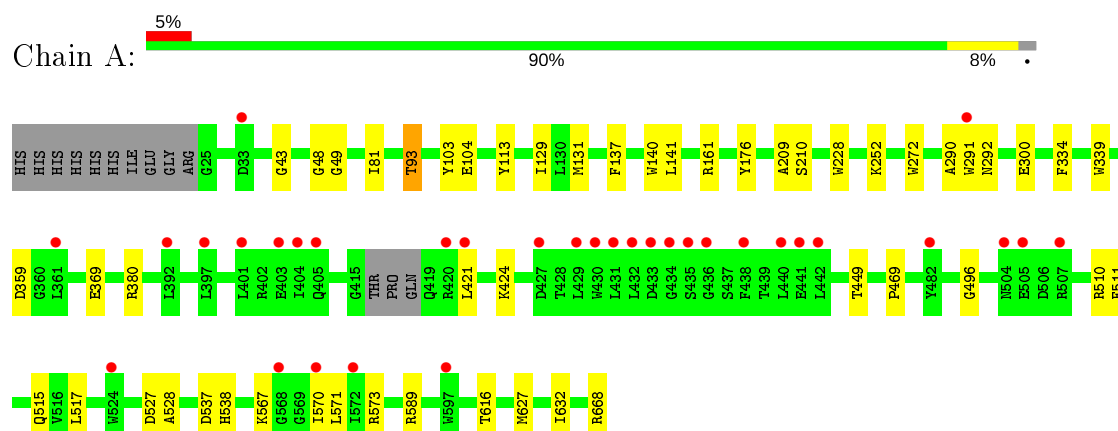 5%
Chain A:
90% 8% •
HIS HIS HIS HIS HIS HIS ILE GLU GLY ARG G25 D33 G43 G48 G49 I81 T93 Y103 E104 Y113 I129 L130 M131 F137 W140 L141 R161 Y176 A209 S210 W228 K252 W272 A290 W291 N292 E300 F334 W339
D359 G360 L361 E369 R380 L392 L397 L401 R402 E403 I404 Q405 G415 THR PRO GLN Q419 R420 L421 K424 D427 T428 L429 W430 L431 L432 D433 G434 S435 G436 S437 F438 T439 L440 E441 L442 T449 P469 Y482 G496 N504 E505 D506 R507 R510 E511
Q515 V516 L517 W524 D527 A528 D537 H538 K567 G568 G569 I570 L571 I572 R573 R589 W597 T616 M627 I632 R668